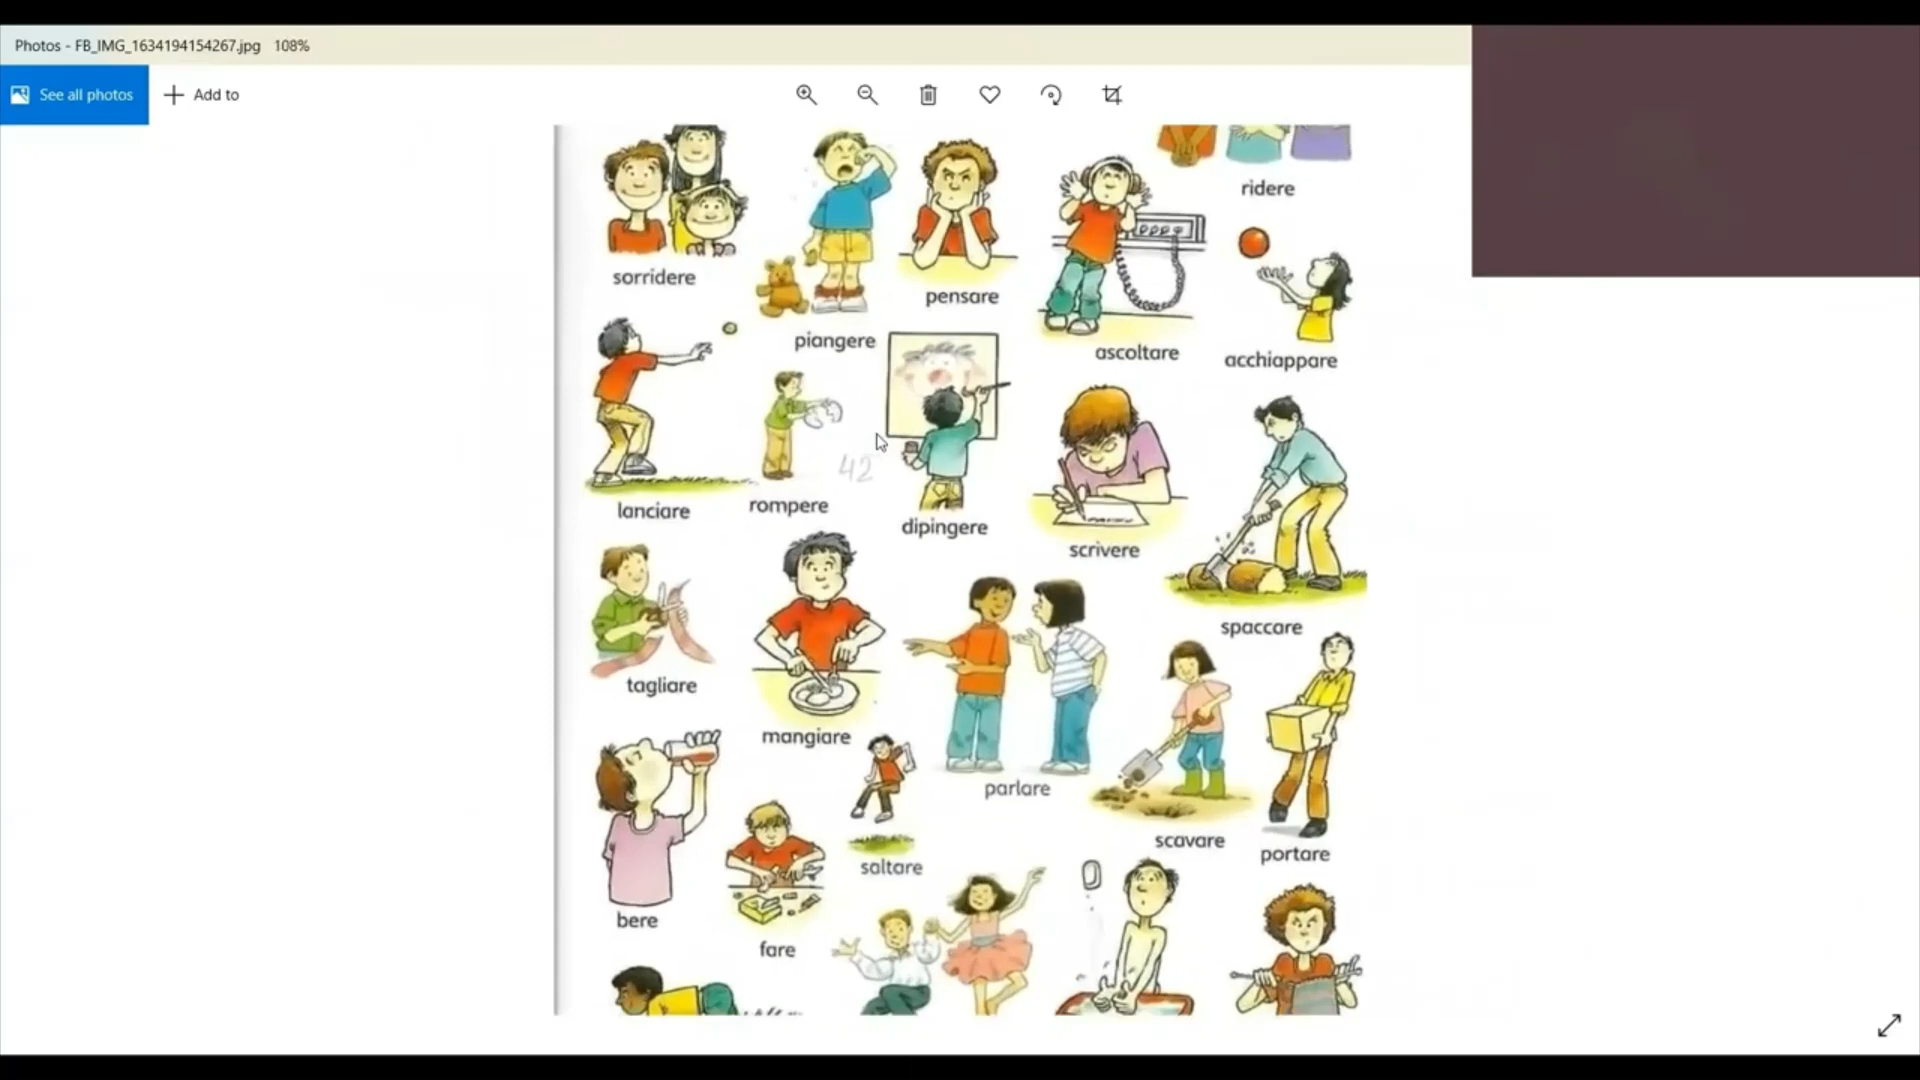 Photos - FB_IMG_1634194154267.jpg 108%
See all photos
Add to
ridere
sorridere
pensare
piangere
ascoltare
acchiappare
42
lanciare
rompere
dipingere
scrivere
spaccare
tagliare
mangiare
parlare
scavare
portare
saltare
bere
fare